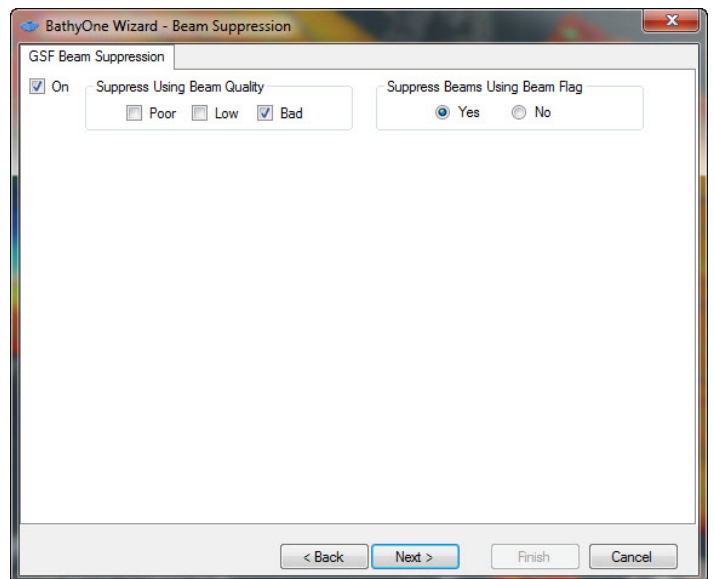 BathyOne Wizard - Beam Suppression
GSF Beam Suppression
On
Suppress Using Beam Quality
Suppress Beams Using Beam Flag
Poor Low Bad
Yes No
< Back Next > Finish Cancel